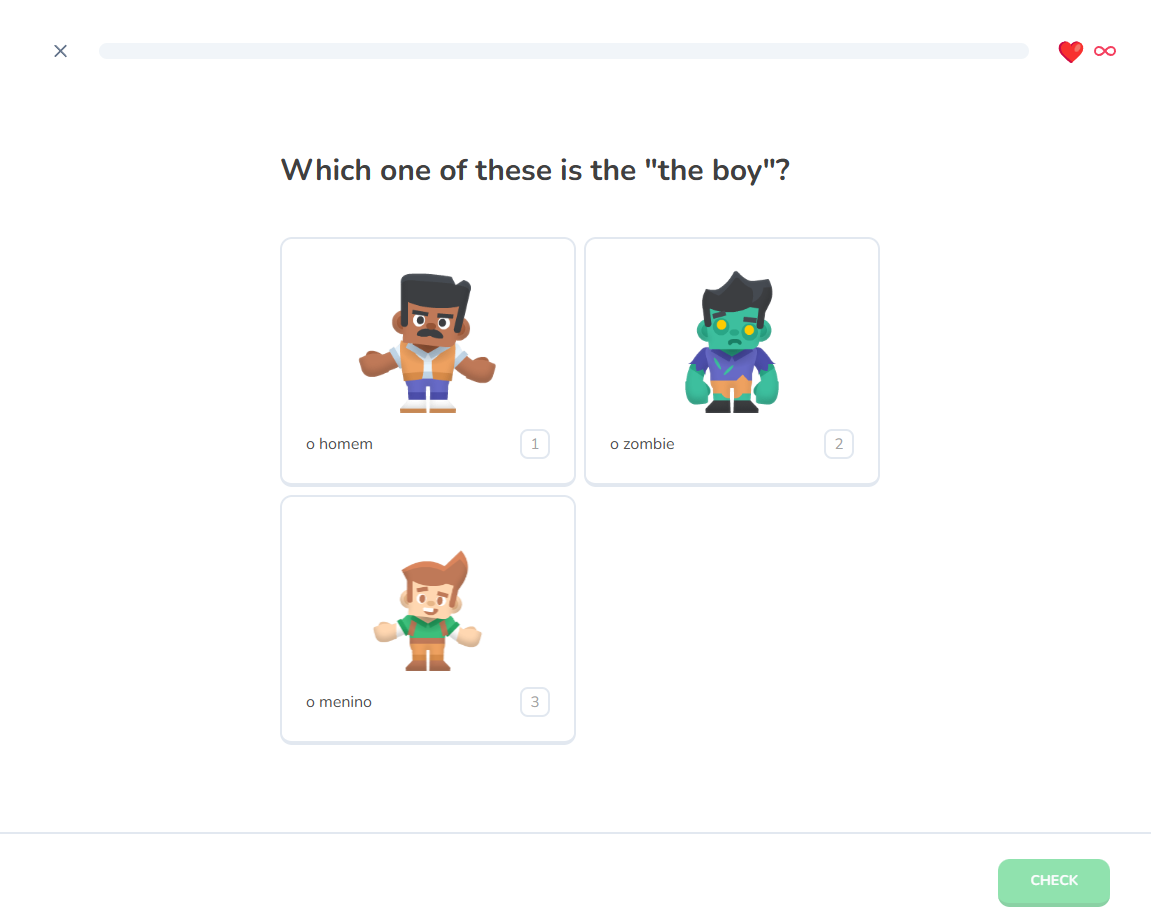 Which one of these is the "the boy"?
o homem
1
o zombie
2
o menino
3
CHECK